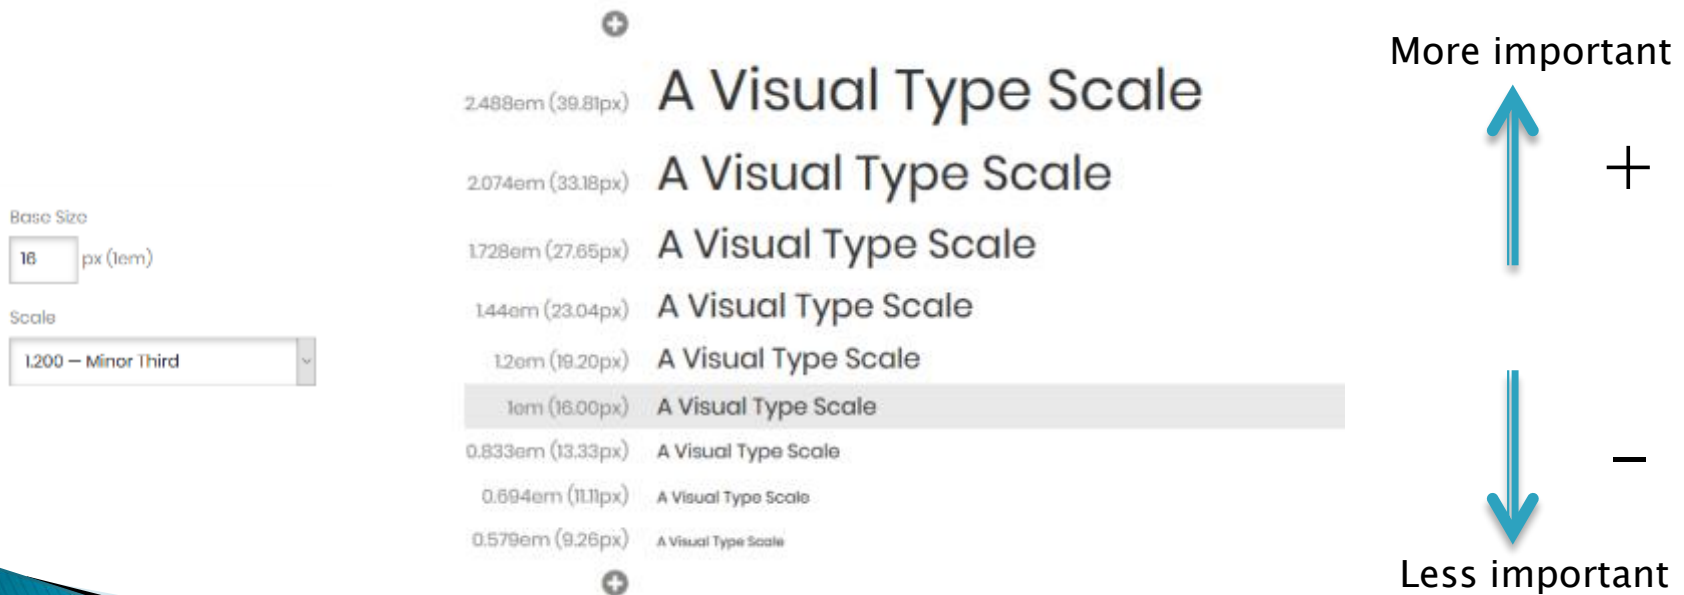 More important
2.488em (39.81px) A Visual Type Scale
2.074em (33.18px) A Visual Type Scale
+
Base Size
1.728em (27.65px) A Visual Type Scale
16 px (1em)
1.44em (23.04px) A Visual Type Scale
Scale
1.200 — Minor Third
1.2em (19.20px) A Visual Type Scale
1em (16.00px) A Visual Type Scale
0.833em (13.33px) A Visual Type Scale
–
0.694em (11.11px) A Visual Type Scale
0.579em (9.26px) A Visual Type Scale
Less important